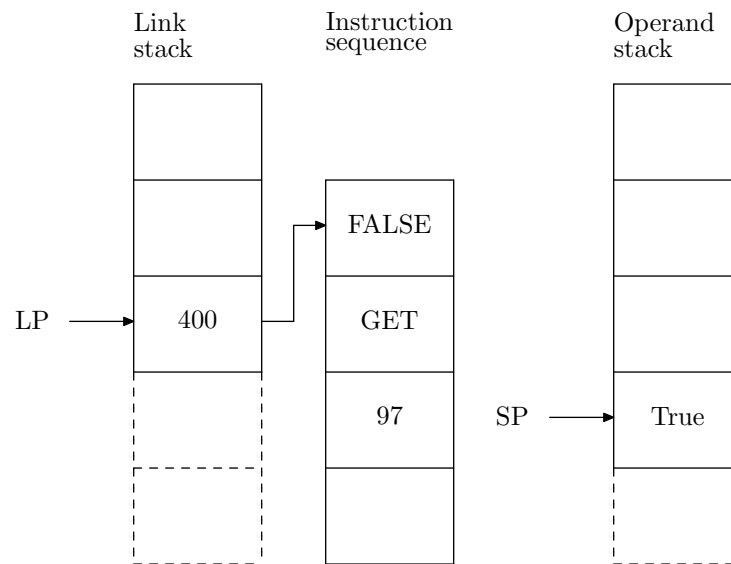 Link
stack
Instruction
sequence
Operand
stack
FALSE
LP
400
GET
97
SP
True